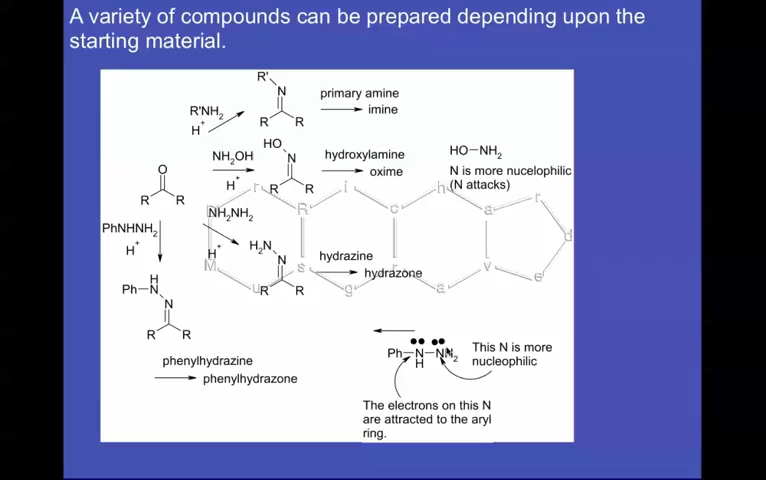 A variety of compounds can be prepared depending upon the
starting material.
R'
N
R R
R'NH2
H+
primary amine
imine
HO
N
R R
NH2OH
H+
hydroxylamine
oxime
HO-NH2
N is more nucelophilic
(N attacks)
O
R R
NH2NH2
H+
H2N
N
R R
hydrazine
hydrazone
PhNHNH2
H+
H
Ph-N
N
R R
phenylhydrazine
phenylhydrazone
Ph-N-NH2
H
This N is more
nucleophilic
The electrons on this N
are attracted to the aryl
ring.